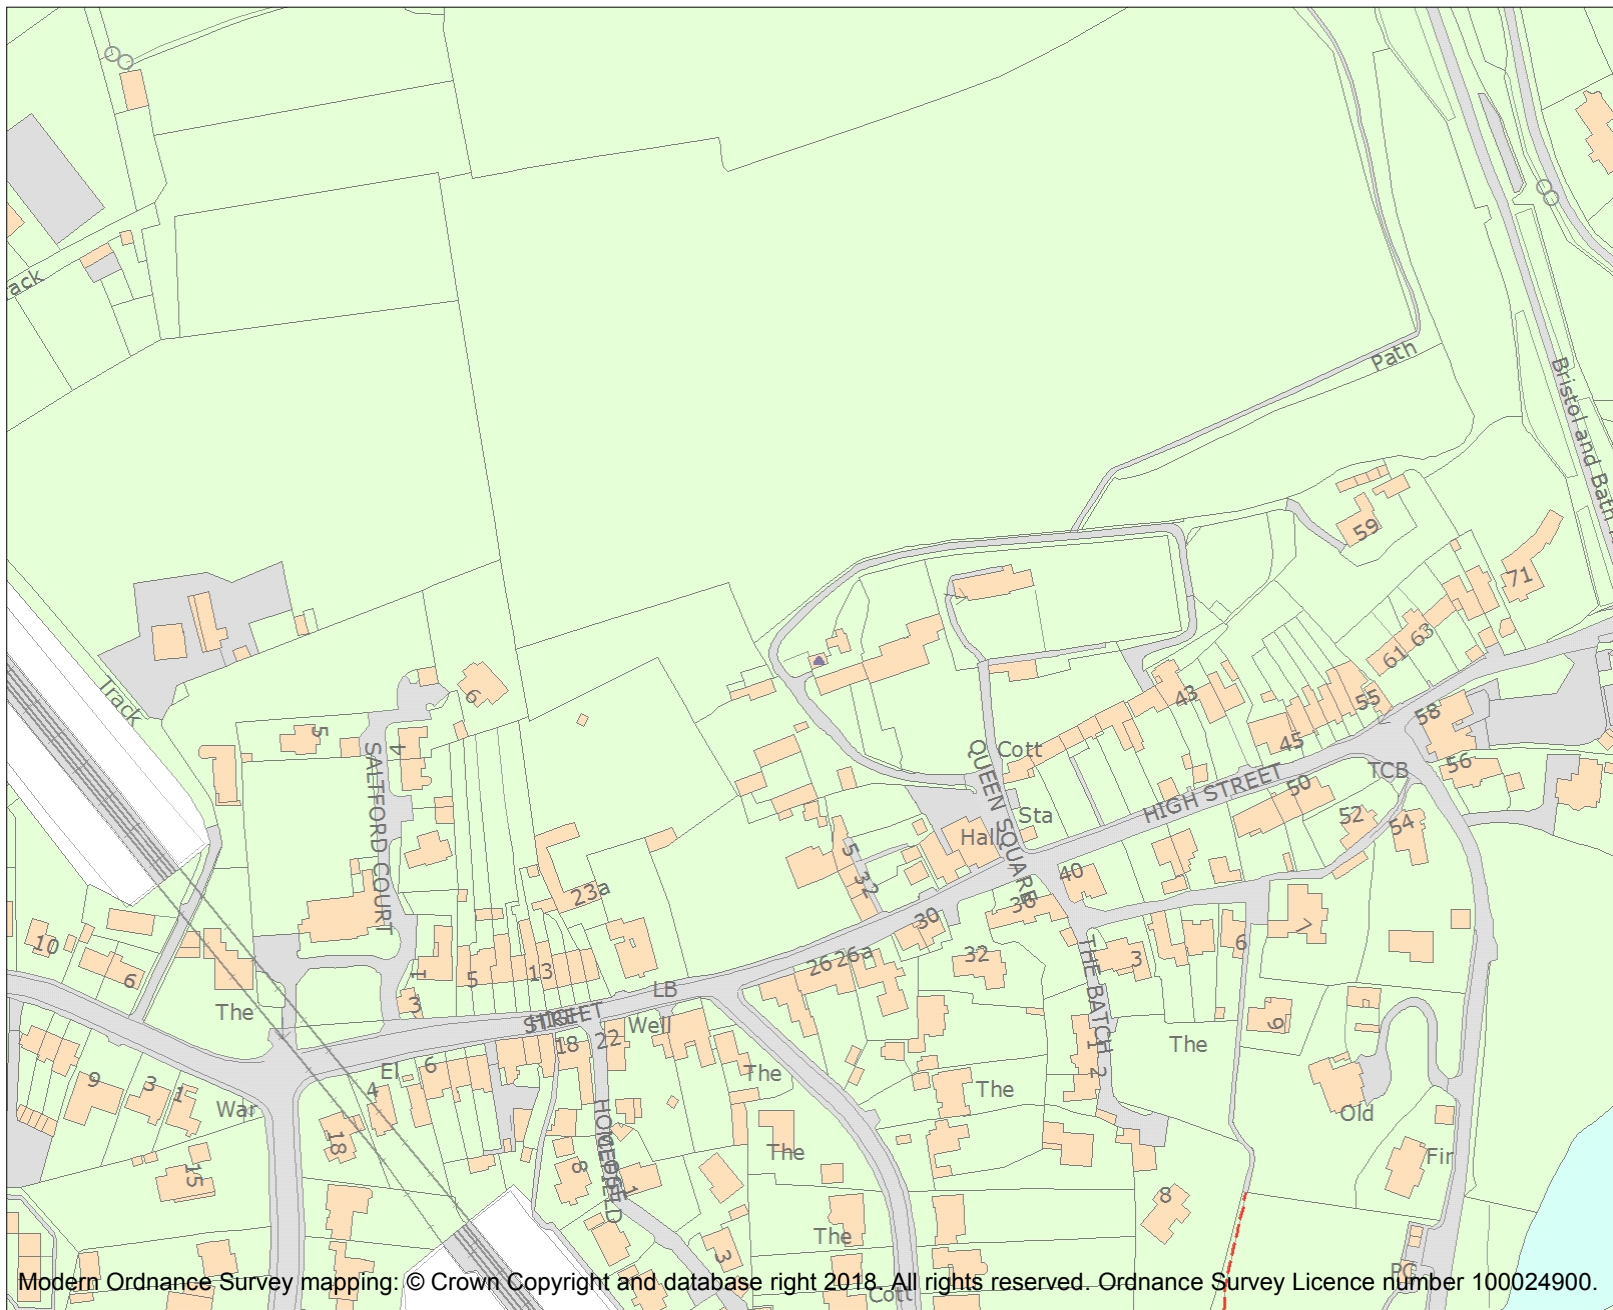 ack
Path
Bristol and Bath
59
71
Track
6
5
4
SALTFORD COURT
63
61
43
55
58
45
Cott
QUEEN SQUARE
TCB
56
HIGH STREET
50
Sta
52
54
Hall
5
32
40
23a
36
30
7
10
6
1
5
13
26
26a
32
THE BATCH
3
6
3
LB
The
STREET
Well
9
18
22
The
1
2
9
3
1
El
6
4
The
The
War
Old
18
HOMEFIELD
The
15
8
1
Fir
8
The
3
PC
Cott
Modern Ordnance Survey mapping: © Crown Copyright and database right 2018. All rights reserved. Ordnance Survey Licence number 100024900.